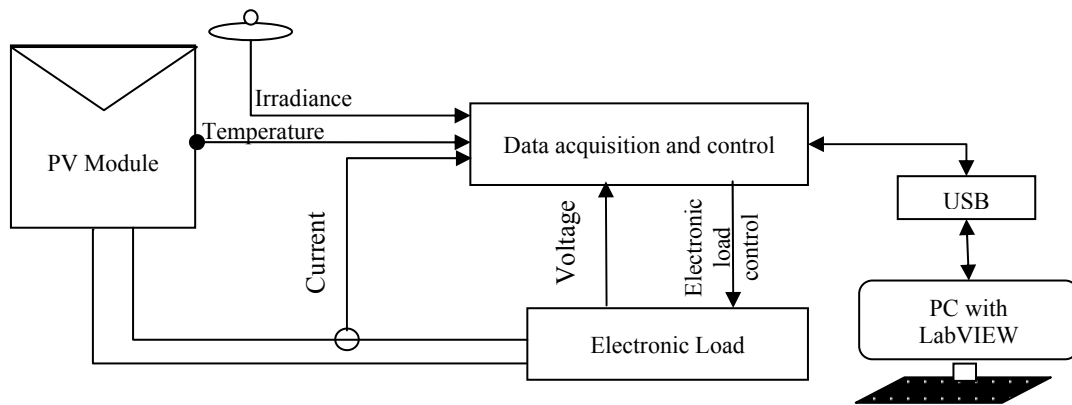 Irradiance
Temperature
PV Module
Data acquisition and control
USB
Current
Voltage
Electronic
load
control
PC with
LabVIEW
Electronic Load